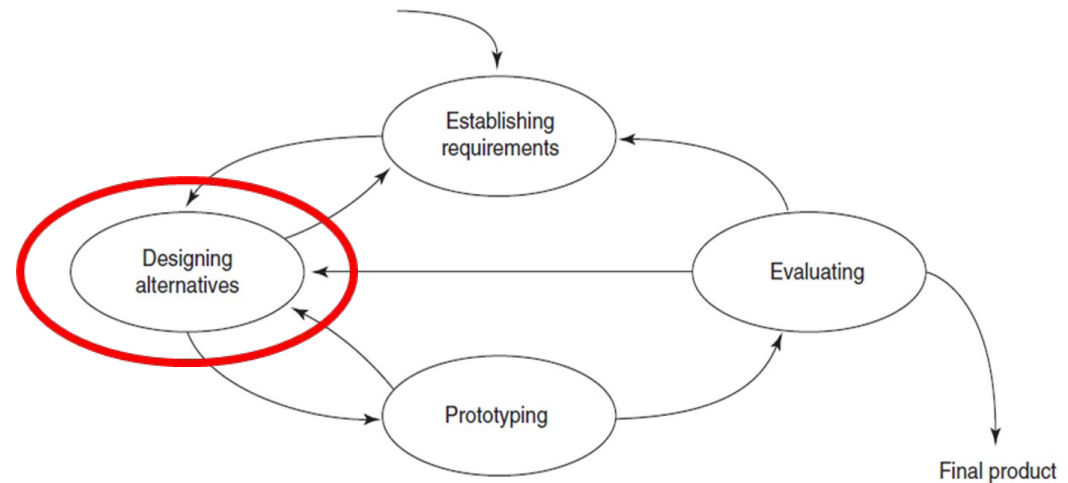 Establishing
requirements
Designing
alternatives
Evaluating
Prototyping
Final product